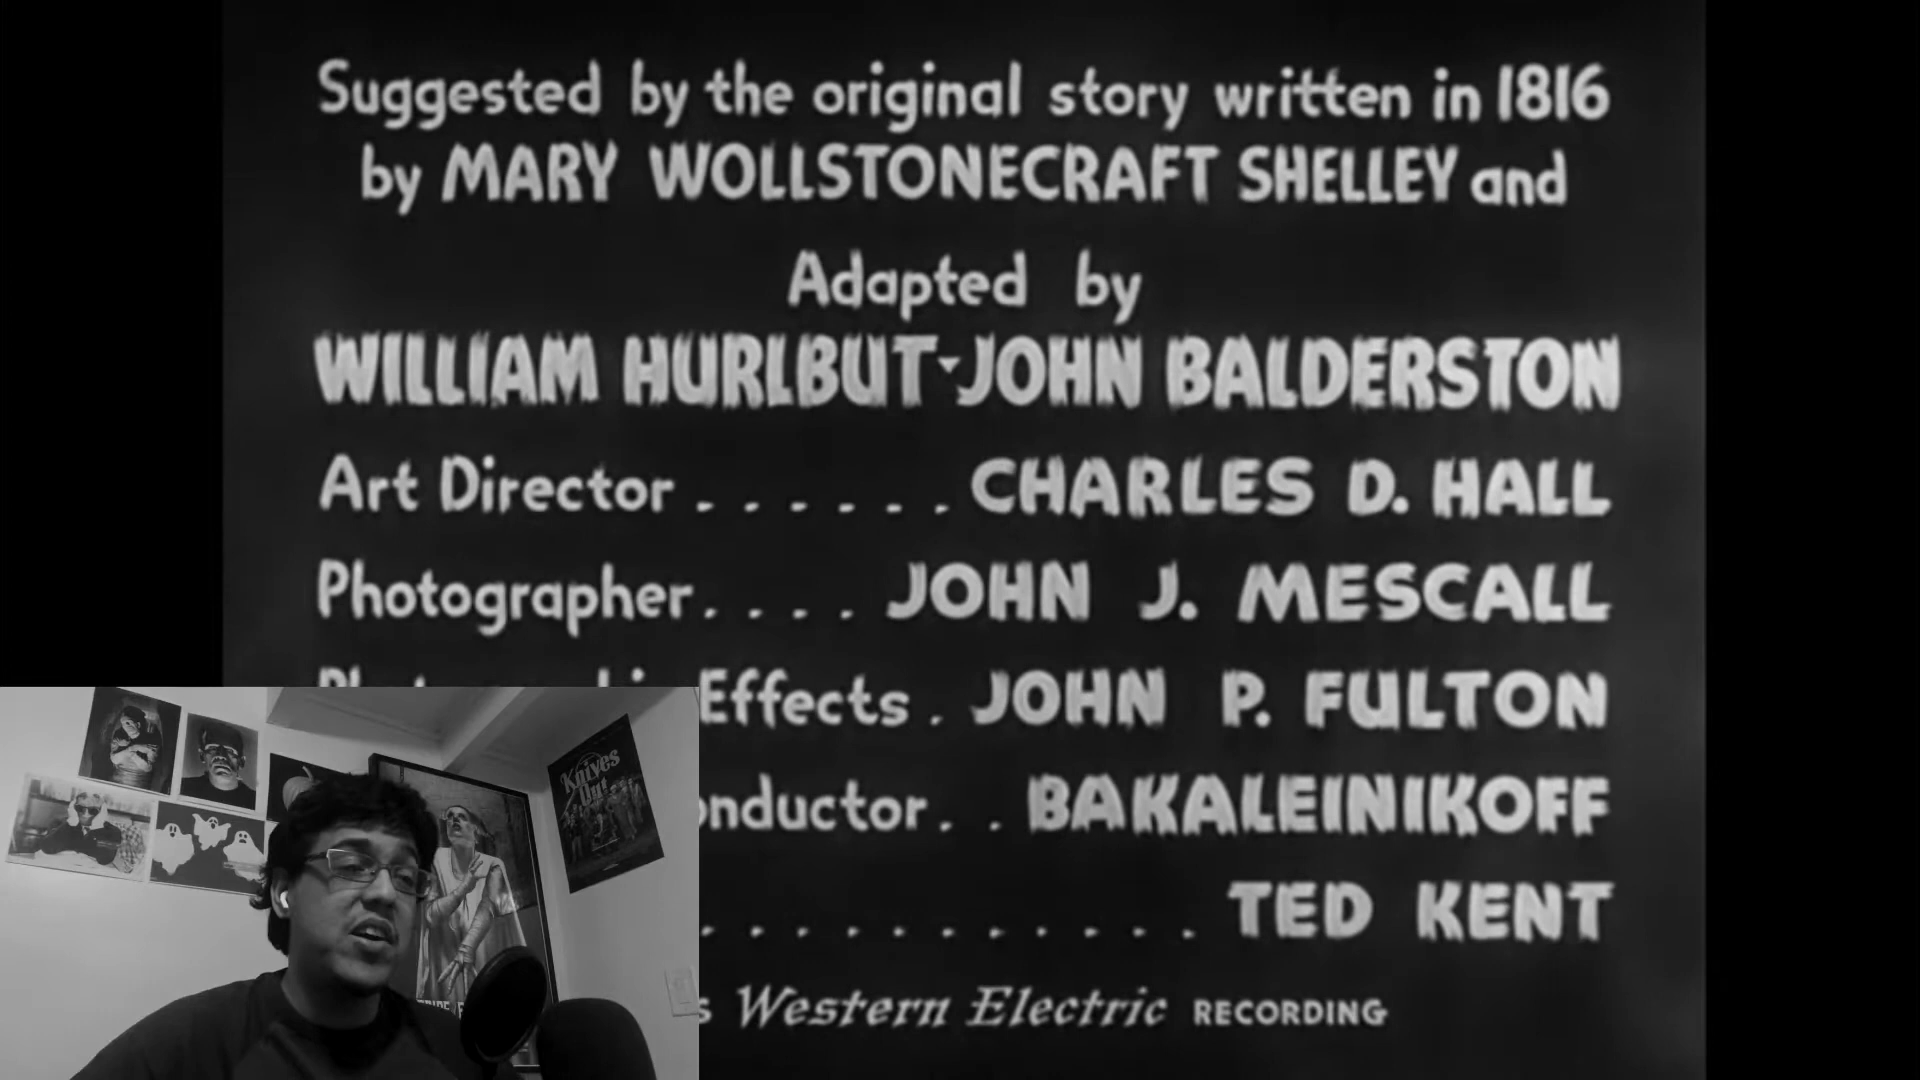 Suggested by the original story written in 1816
by MARY WOLLSTONECRAFT SHELLEY and
Adapted by
WILLIAM HURLBUT-JOHN BALDERSTON
Art Director . . . . . . CHARLES D. HALL
Photographer. . . . JOHN J. MESCALL
Effects . JOHN P. FULTON
onductor. . BAKALEINIKOFF
. . . . . . . . . . . TED KENT
Western Electric RECORDING
Knives
Out